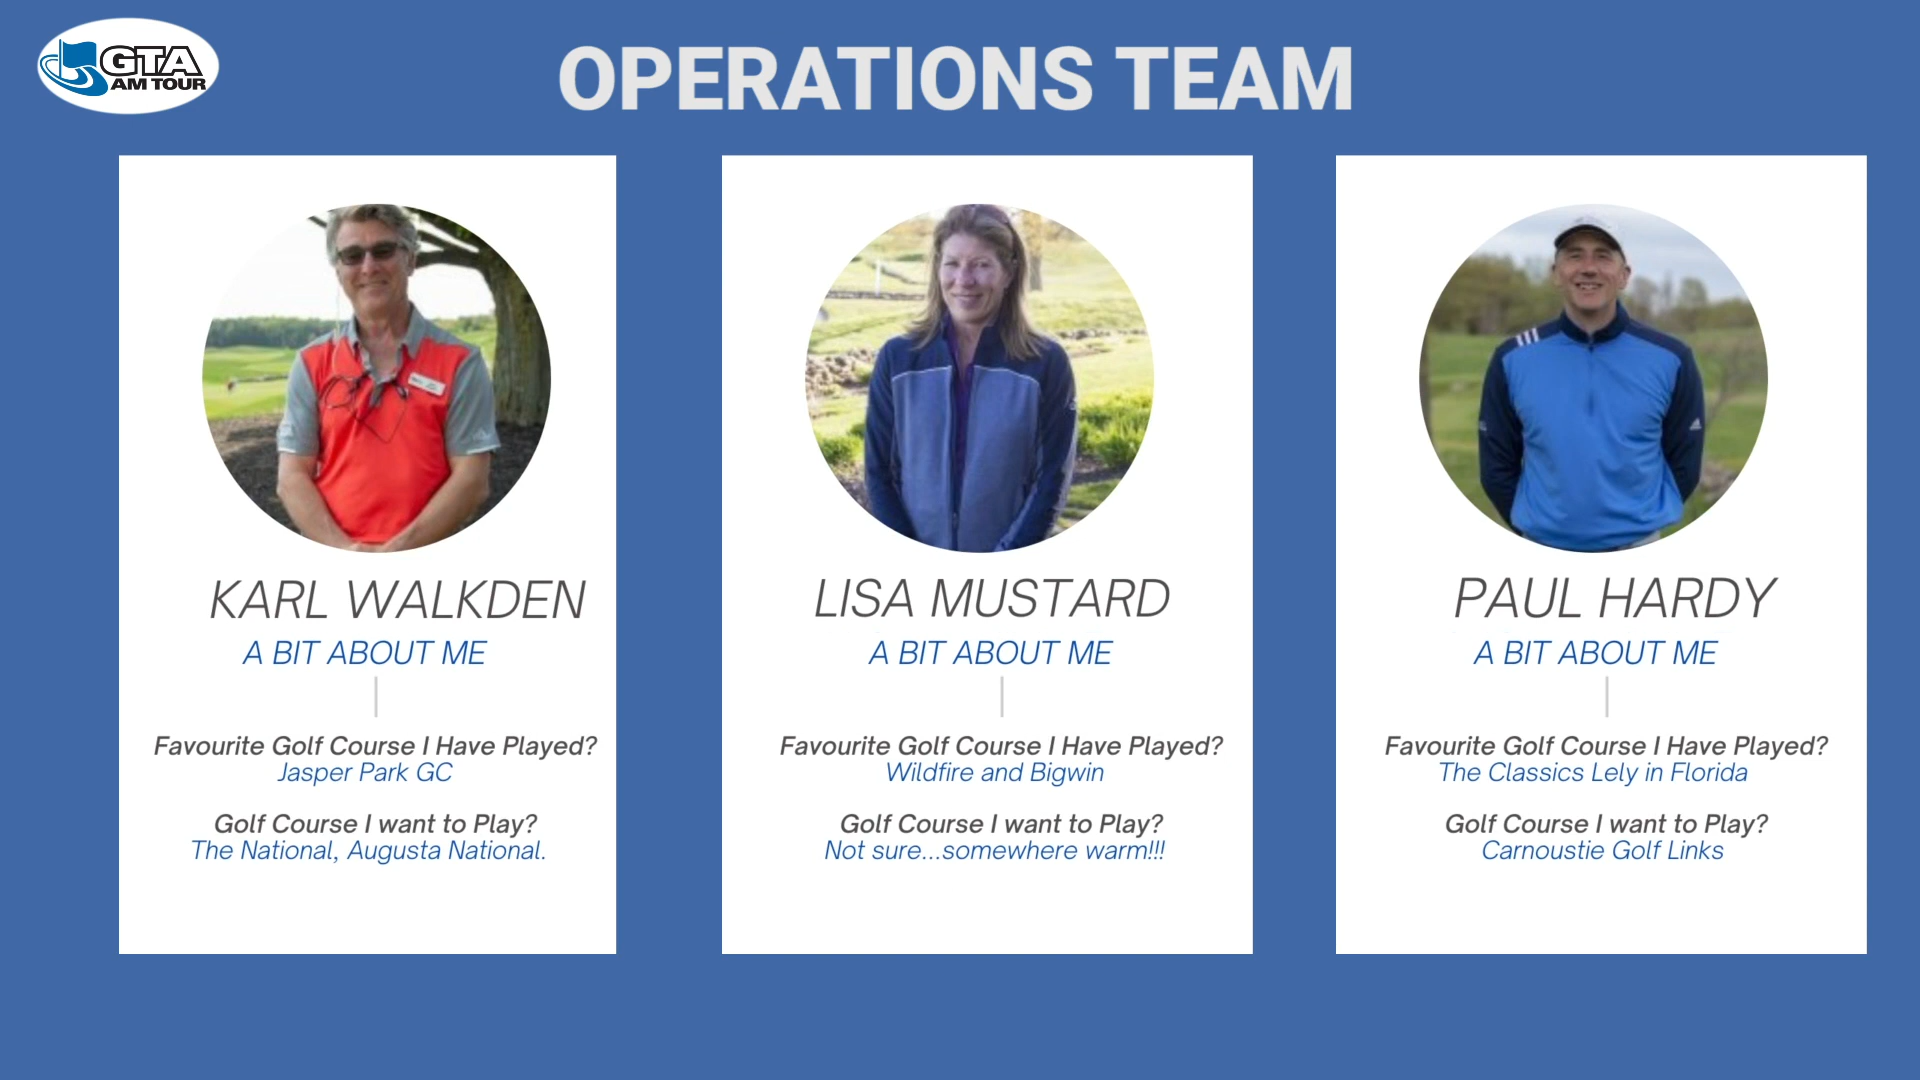 GTA
AM TOUR
OPERATIONS TEAM
KARL WALKDEN
A BIT ABOUT ME
Favourite Golf Course I Have Played?
Jasper Park GC
Golf Course I want to Play?
The National, Augusta National.
LISA MUSTARD
A BIT ABOUT ME
Favourite Golf Course I Have Played?
Wildfire and Bigwin
Golf Course I want to Play?
Not sure...somewhere warm!!!
PAUL HARDY
A BIT ABOUT ME
Favourite Golf Course I Have Played?
The Classics Lely in Florida
Golf Course I want to Play?
Carnoustie Golf Links